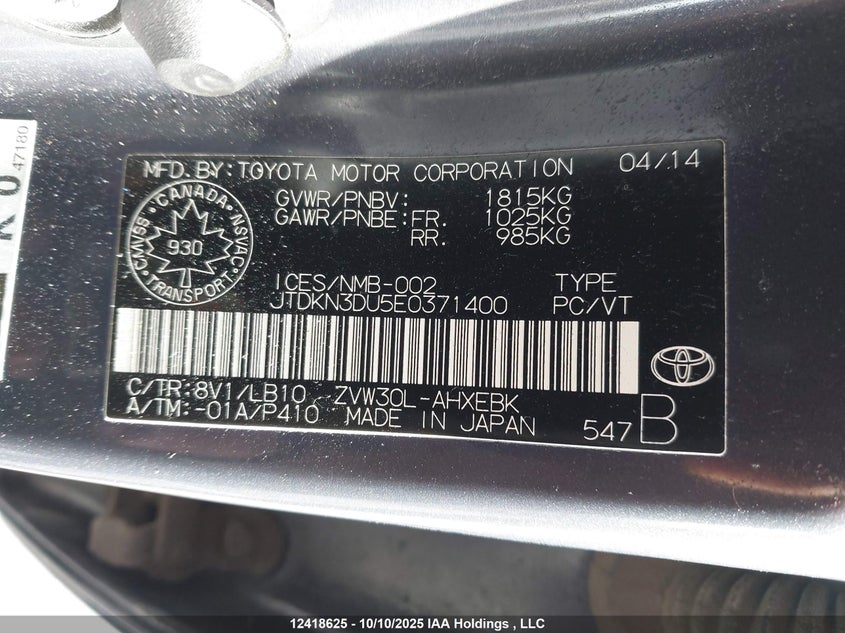 47180
K 0
MFD.BY:TOYOTA MOTOR CORPORATION 04/14
GVWR/PNBV: 1815KG
GAWR/PNBE:FR. 1025KG
RR. 985KG
CANADA
CMVSS 930 NSVAC
TRANSPORT
ICES/NMB-002 TYPE
JTDKN3DU5E0371400 PC/VT
C/TR:8V1/LB10 ZVW30L-AHXEBK
A/TM:-01A/P410 MADE IN JAPAN 547 B
12418625 - 10/10/2025 IAA Holdings , LLC